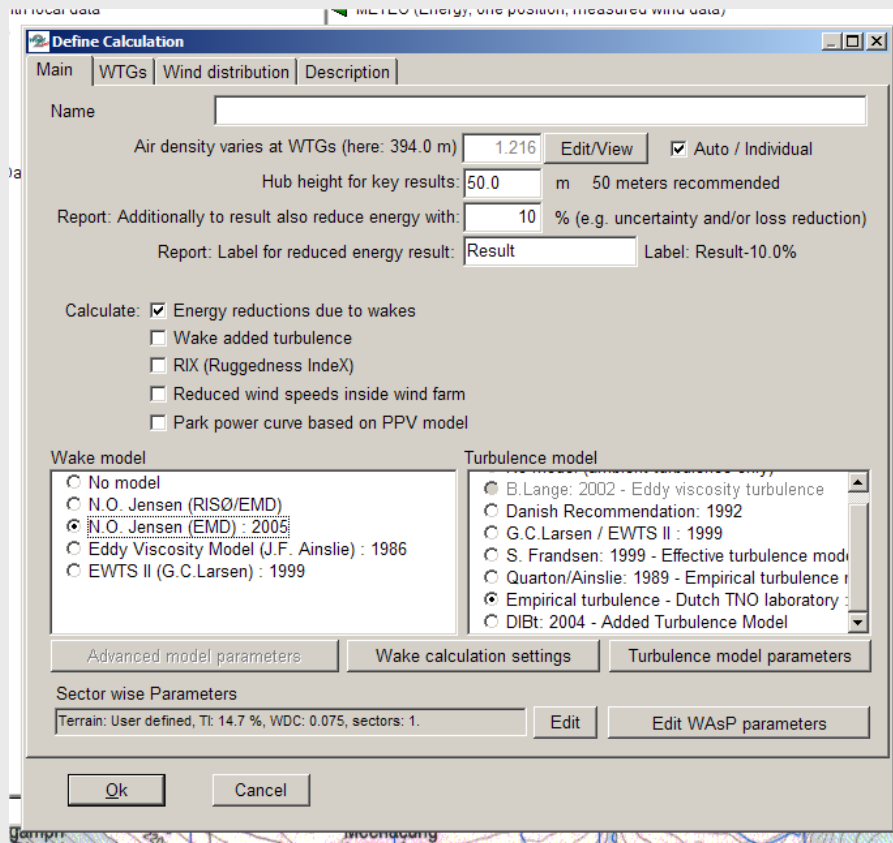 ith local data
METEO (Energy, one position, measured wind data)
Define Calculation
Main WTGs Wind distribution Description
Name
Air density varies at WTGs (here: 394.0 m) 1.216 Edit/View Auto / Individual
Hub height for key results: 50.0 m 50 meters recommended
Report: Additionally to result also reduce energy with: 10 % (e.g. uncertainty and/or loss reduction)
Report: Label for reduced energy result: Result Label: Result-10.0%
Calculate: Energy reductions due to wakes
Wake added turbulence
RIX (Ruggedness IndeX)
Reduced wind speeds inside wind farm
Park power curve based on PPV model
Wake model
No model
N.O. Jensen (RISØ/EMD)
N.O. Jensen (EMD) : 2005
Eddy Viscosity Model (J.F. Ainslie) : 1986
EWTS II (G.C.Larsen) : 1999
Turbulence model
No model (ambient turbulence only)
B.Lange: 2002 - Eddy viscosity turbulence
Danish Recommendation: 1992
G.C.Larsen / EWTS II : 1999
S. Frandsen: 1999 - Effective turbulence mode
Quarton/Ainslie: 1989 - Empirical turbulence
Empirical turbulence - Dutch TNO laboratory :
DIBt: 2004 - Added Turbulence Model
Advanced model parameters Wake calculation settings Turbulence model parameters
Sector wise Parameters
Terrain: User defined, TI: 14.7 %, WDC: 0.075, sectors: 1. Edit Edit WAsP parameters
Ok Cancel